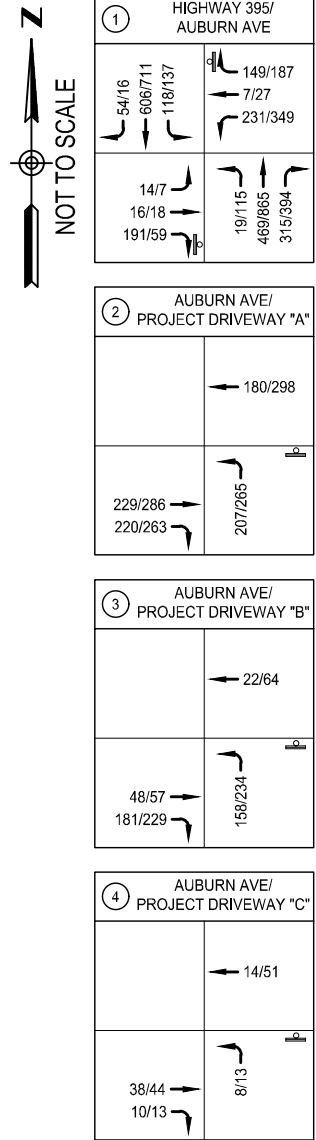 N
NOT TO SCALE
1
HIGHWAY 395/
AUBURN AVE
54/16
606/711
118/137
149/187
7/27
231/349
14/7
16/18
191/59
19/115
469/865
315/394
2
AUBURN AVE/
PROJECT DRIVEWAY "A"
180/298
229/286
220/263
207/265
3
AUBURN AVE/
PROJECT DRIVEWAY "B"
22/64
48/57
181/229
158/234
4
AUBURN AVE/
PROJECT DRIVEWAY "C"
14/51
38/44
10/13
8/13